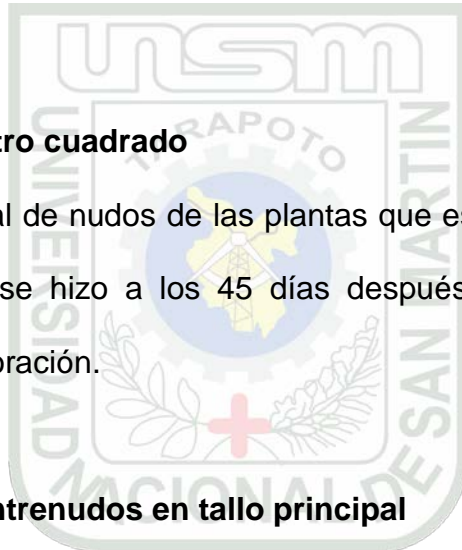 unsm
TARAPOTO
UNIVERSIDAD
NACIONAL DE
SAN MARTIN
tro cuadrado
al de nudos de las plantas que es
se hizo a los 45 días después
oración.
ntrenudos en tallo principal